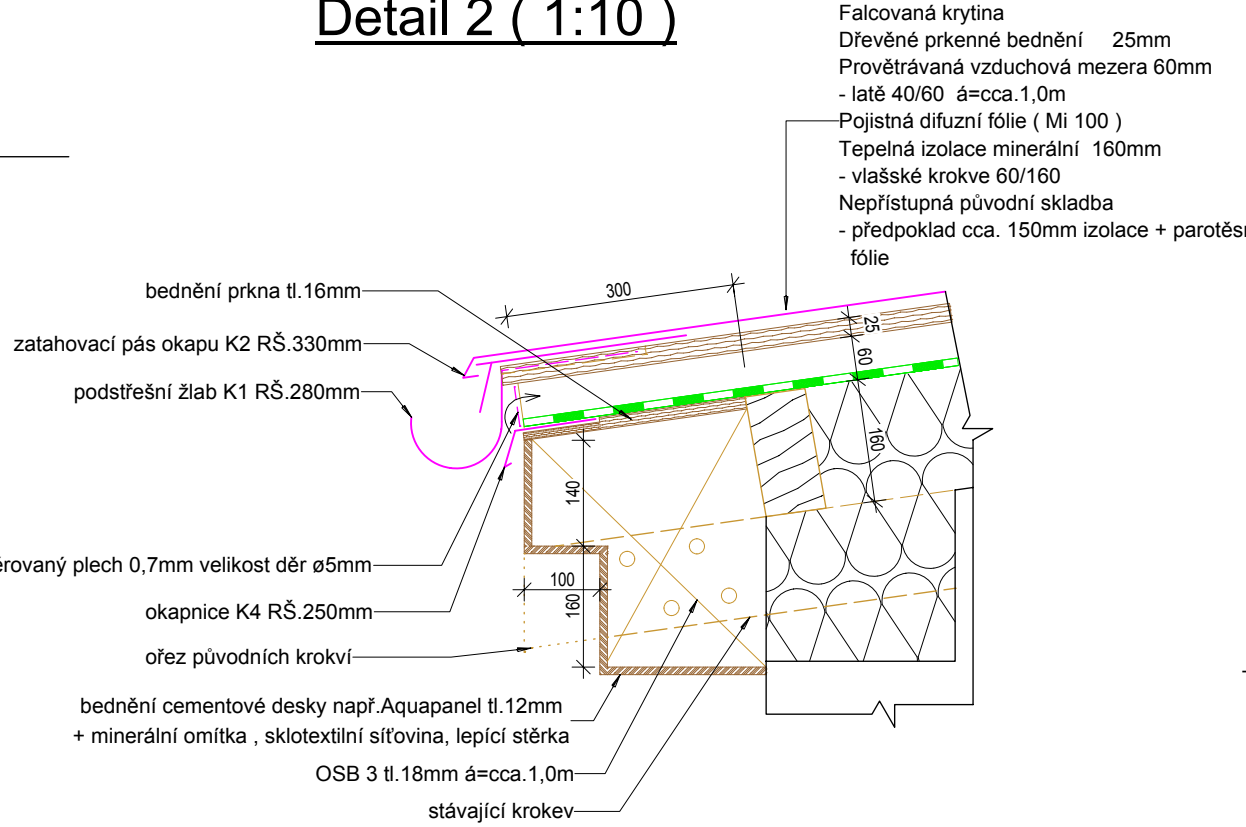 Detail 2 ( 1:10 )
Falcovaná krytina
Dřevěné prkenné bednění 25mm
Provětrávaná vzduchová mezera 60mm
- latě 40/60 á=cca.1,0m
Pojistná difuzní fólie ( Mi 100 )
Tepelná izolace minerální 160mm
- vlašské krokve 60/160
Nepřístupná původní skladba
- předpoklad cca. 150mm izolace +
fólie
bednění prkna tl.16mm
zatahovací pás okapu K2 RŠ.330mm
podstřešní žlab K1 RŠ.280mm
300
25
60
160
140
100
160
plech 0,7mm velikost děr ø5mm
okapnice K4 RŠ.250mm
ořez původních krokví
bednění cementové desky např.Aquapanel tl.12mm
+ minerální omítka , sklotextilní síťovina, lepící stěrka
OSB 3 tl.18mm á=cca.1,0m
stávající krokev